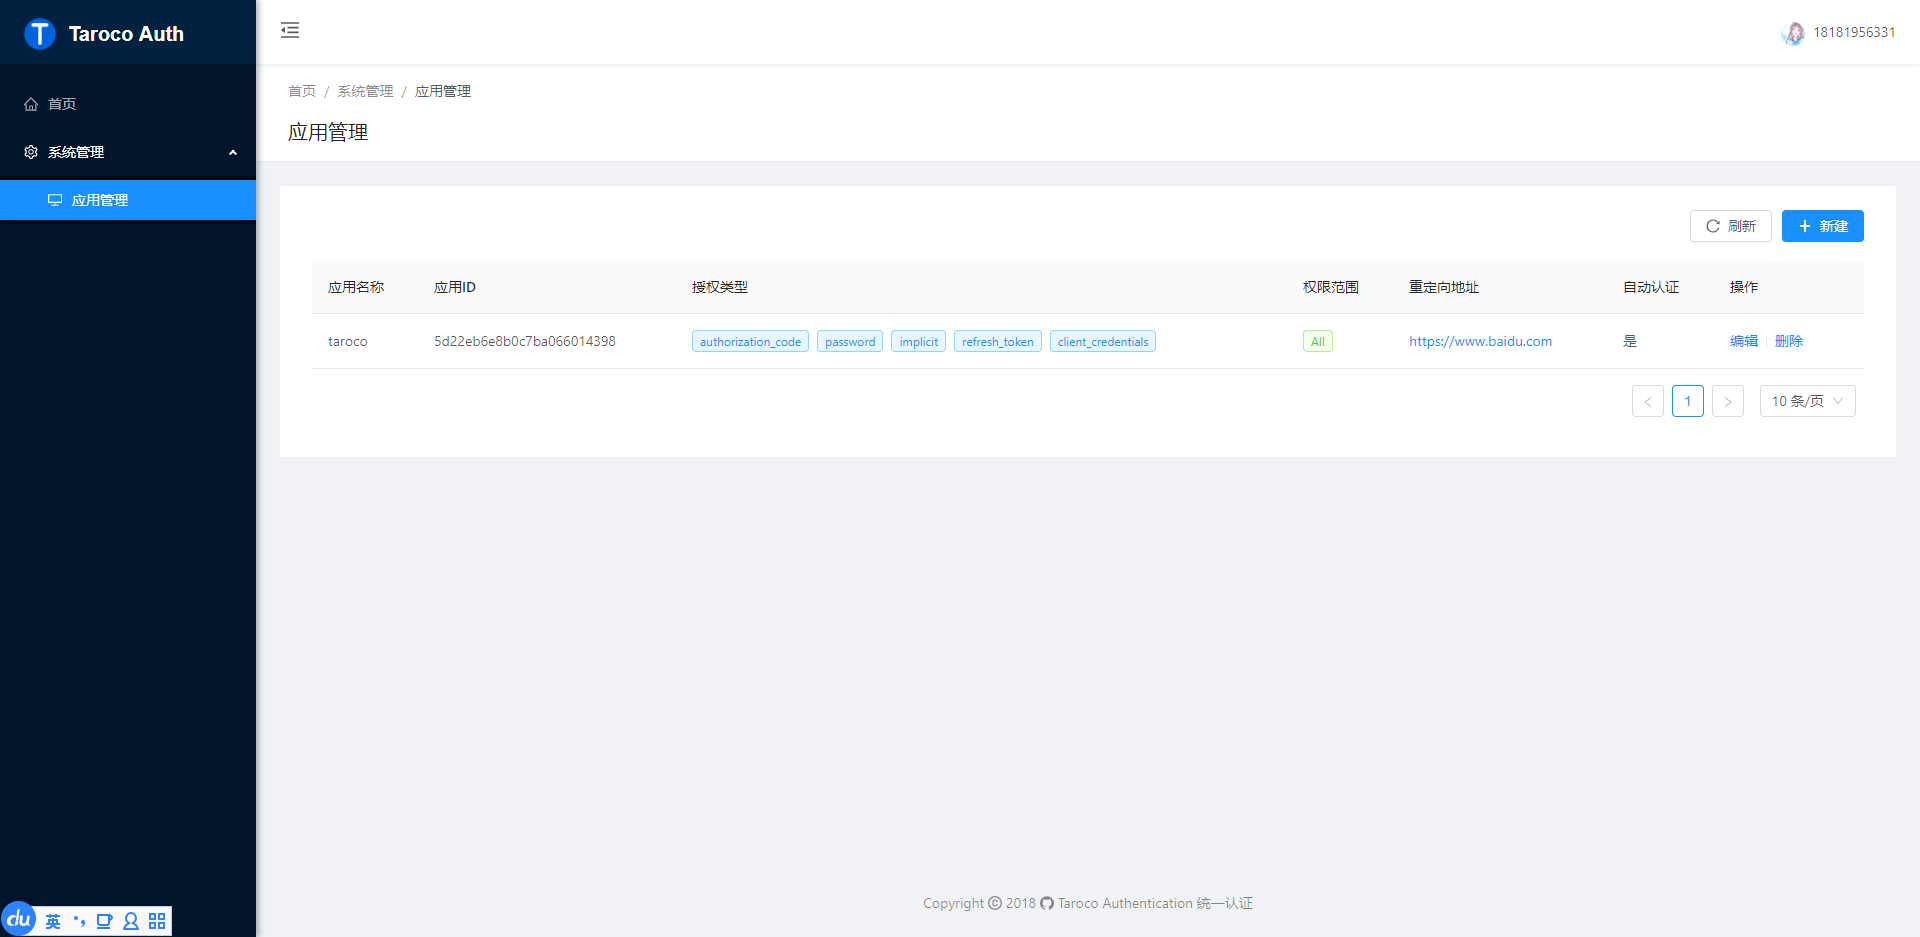 Taroco Auth
18181956331
首页
系统管理
应用管理
首页 / 系统管理 / 应用管理
应用管理
刷新
新建
应用名称 应用ID 授权类型 权限范围 重定向地址 自动认证 操作
taroco 5d22eb6e8b0c7ba066014398 authorization_code password implicit refresh_token client_credentials All https://www.baidu.com 是 编辑 删除
< 1 > 10 条/页
Copyright © 2018 Taroco Authentication 统一认证
du 英